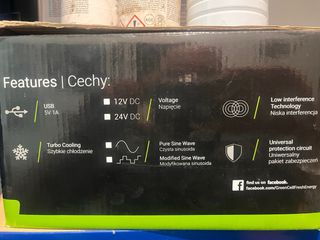 Features | Cechy:
USB
5V 1A
12V DC
24V DC
Voltage
Napięcie
Low interference
Technology
Niska interferencja
Turbo Cooling
Szybkie chłodzenie
Pure Sine Wave
Czysta sinusoida
Modified Sine Wave
Modyfikowana sinusoida
Universal
protection circuit
Uniwersalny
pakiet zabezpieczeń
find us on facebook.
facebook.com/GreenCellFreshEnergy